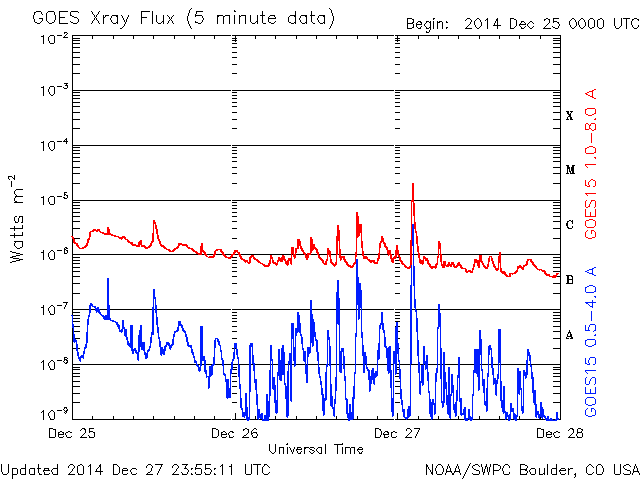 GOES Xray Flux (5 minute data)
Begin: 2014 Dec 25 0000 UTC
10-2
10-3
10-4
10-5
10-6
10-7
10-8
10-9
Watts m-2
X
M
C
B
A
GOES15 1.0-8.0 A
GOES15 0.5-4.0 A
Dec 25
Dec 26
Dec 27
Dec 28
Universal Time
Updated 2014 Dec 27 23:55:11 UTC
NOAA/SWPC Boulder, CO USA